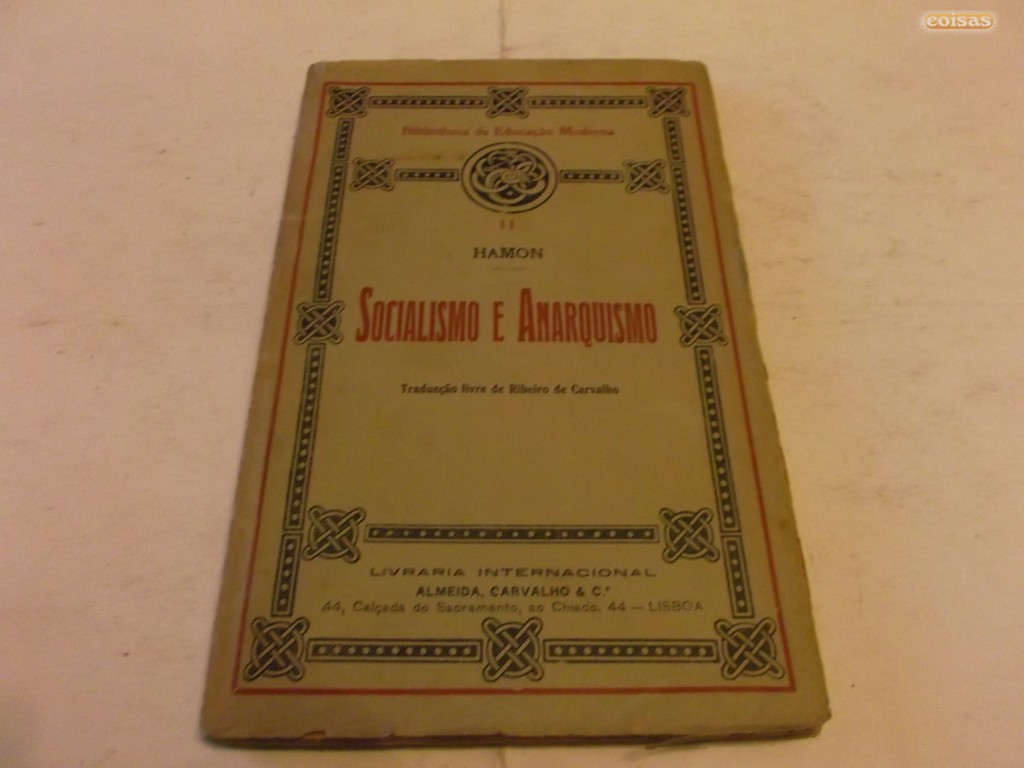 coisas
Bibliotheca de Educação Moderna
II
HAMON
SOCIALISMO E ANARQUISMO
Traducção livre de Ribeiro de Carvalho
LIVRARIA INTERNACIONAL
ALMEIDA, CARVALHO & C.ª
44, Calçada do Sacramento, ao Chiado, 44 — LISBOA